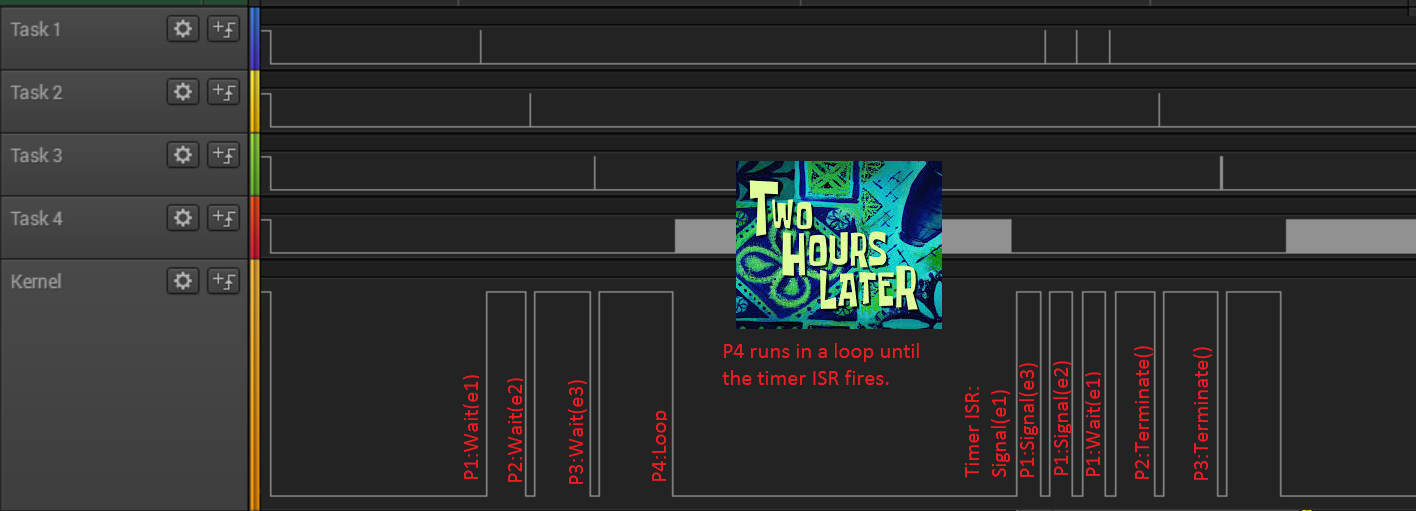 Task 1
Task 2
Task 3
Task 4
Kernel
TWO
HOURS
LATER
P4 runs in a loop until
the timer ISR fires.
P1:Wait(e1)
P2:Wait(e2)
P3:Wait(e3)
P4:Loop
Timer ISR:
Signal(e1)
P1:Signal(e3)
P1:Signal(e2)
P1:Wait(e1)
P2:Terminate()
P3:Terminate()